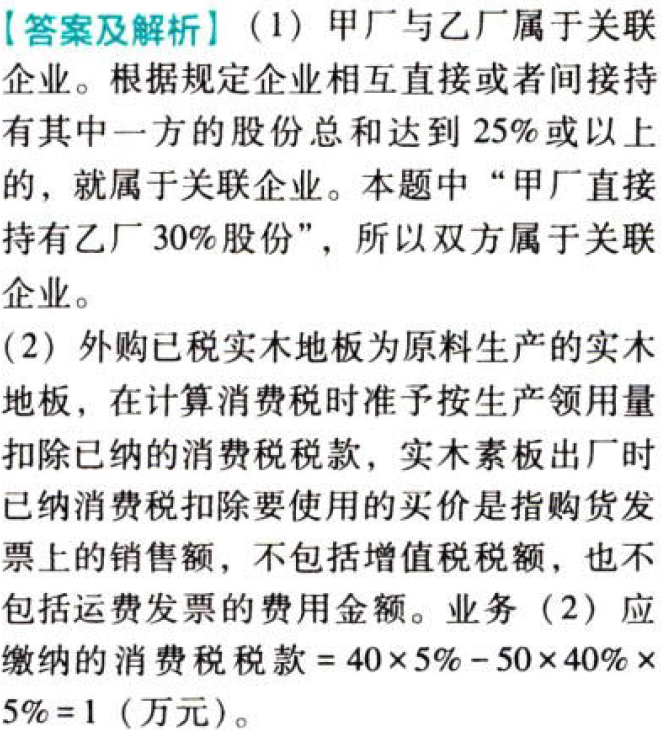 【答案及解析】（1）甲厂与乙厂属于关联
企业。根据规定企业相互直接或者间接持
有其中一方的股份总和达到 25%或以上
的，就属于关联企业。本题中“甲厂直接
持有乙厂 30%股份”，所以双方属于关联
企业。
（2）外购已税实木地板为原料生产的实木
地板，在计算消费税时准予按生产领用量
扣除已纳的消费税税款，实木素板出厂时
已纳消费税扣除要使用的买价是指购货发
票上的销售额，不包括增值税税额，也不
包括运费发票的费用金额。业务（2）应
缴纳的消费税税款 = 40×5% − 50×40%×
5% = 1（万元）。